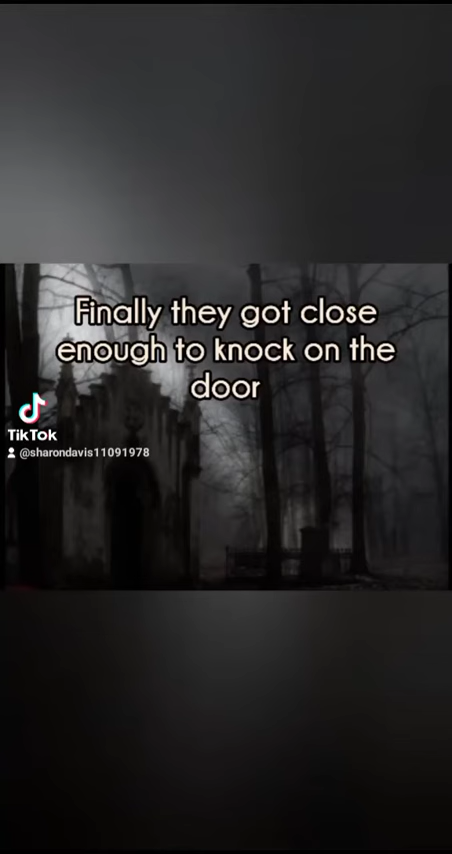 Finally they got close
enough to knock on the
door
TikTok
@sharondavis11091978